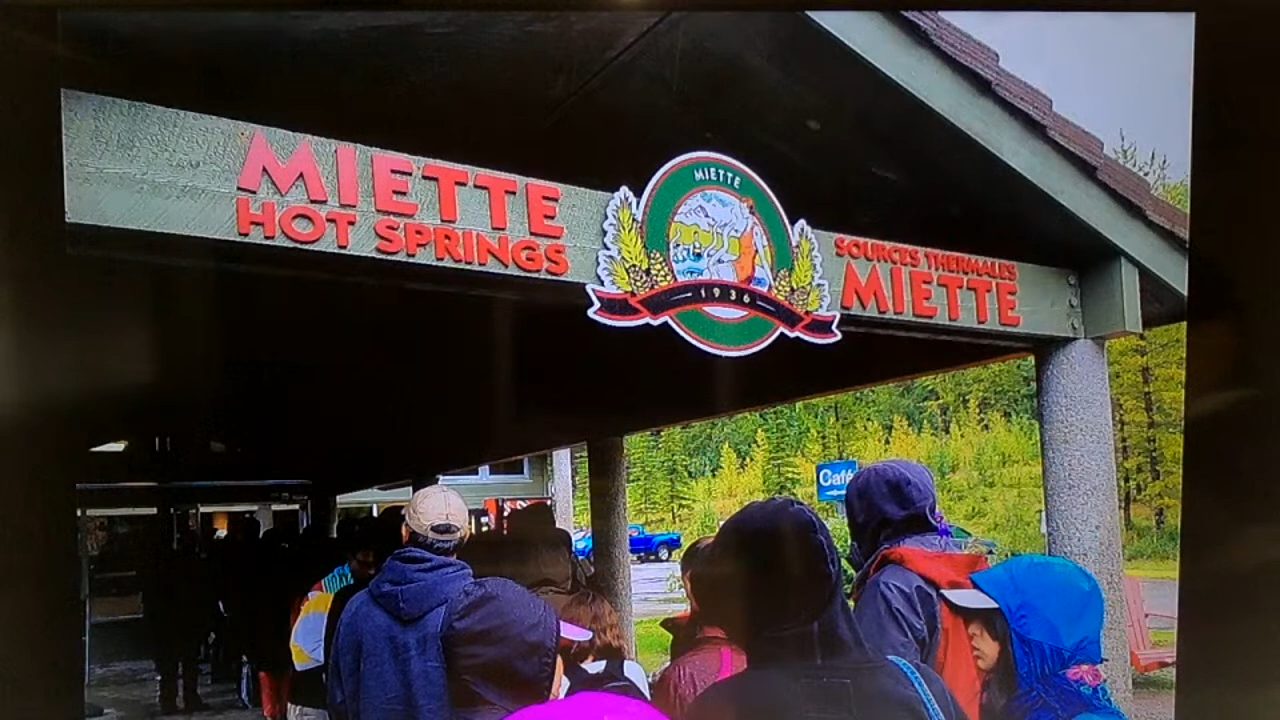 MIETTE
HOT SPRINGS
MIETTE
1936
SOURCES THERMALES
MIETTE
Café